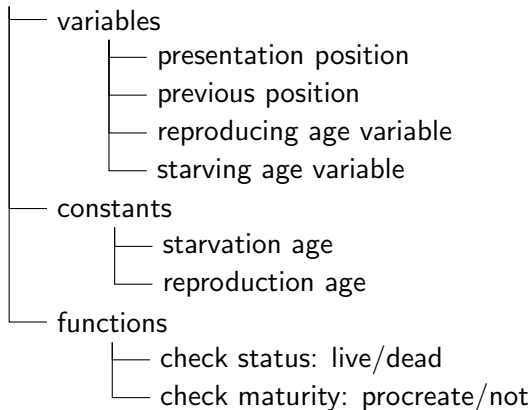 variables
presentation position
previous position
reproducing age variable
starving age variable
constants
starvation age
reproduction age
functions
check status: live/dead
check maturity: procreate/not